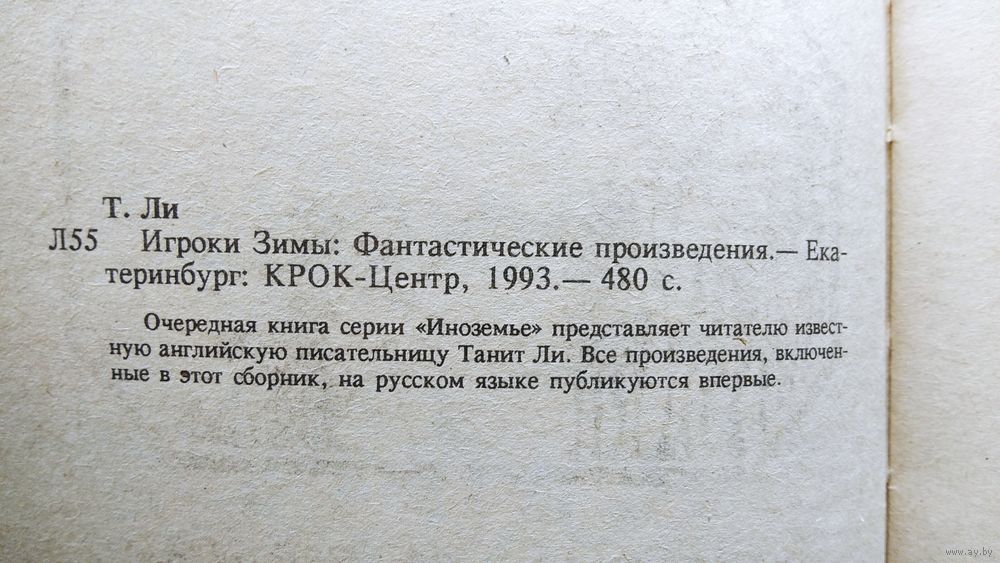 Т. Ли
Л55 Игроки Зимы: Фантастические произведения.— Ека-
теринбург: КРОК-Центр, 1993.— 480 с.
Очередная книга серии «Иноземье» представляет читателю извест-
ную английскую писательницу Танит Ли. Все произведения, включен-
ные в этот сборник, на русском языке публикуются впервые.
www.ay.by